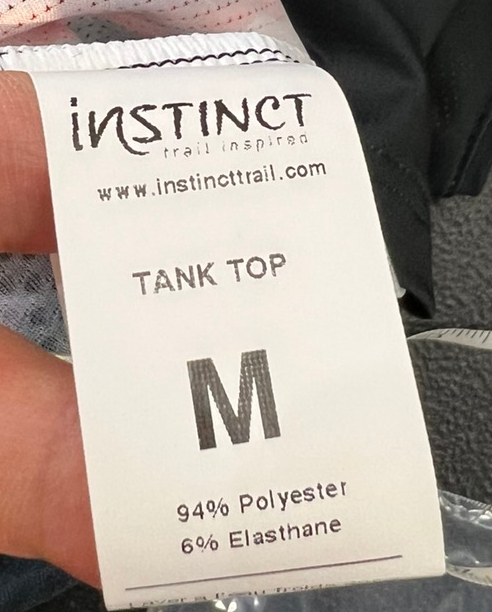 iNSTINCT
trail inspired
www.instincttrail.com
TANK TOP
M
94% Polyester
6% Elasthane